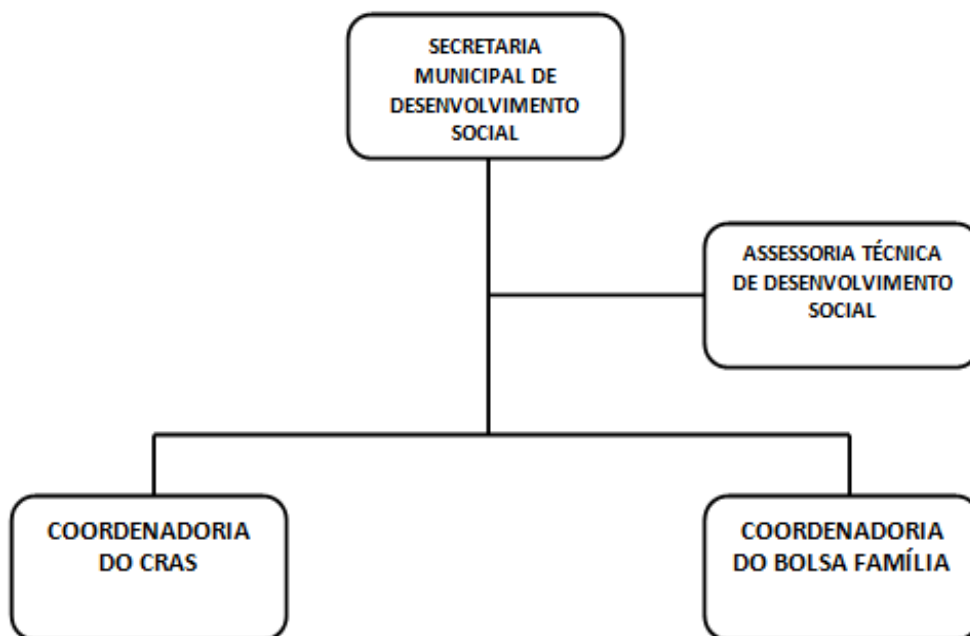 SECRETARIA
MUNICIPAL DE
DESENVOLVIMENTO
SOCIAL
ASSESSORIA TÉCNICA
DE DESENVOLVIMENTO
SOCIAL
COORDENADORIA
DO CRAS
COORDENADORIA
DO BOLSA FAMÍLIA